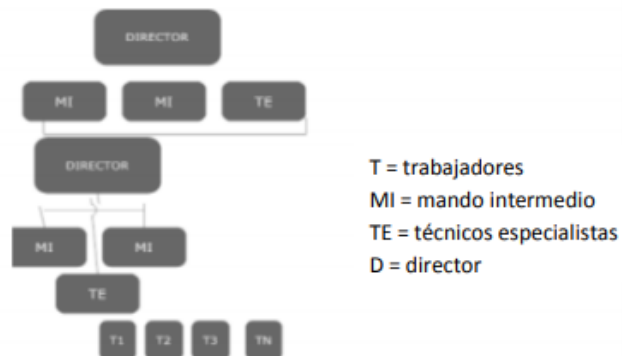 DIRECTOR
MI MI TE
DIRECTOR
MI MI
TE
T1 T2 T3 TN
T = trabajadores
MI = mando intermedio
TE = técnicos especialistas
D = director